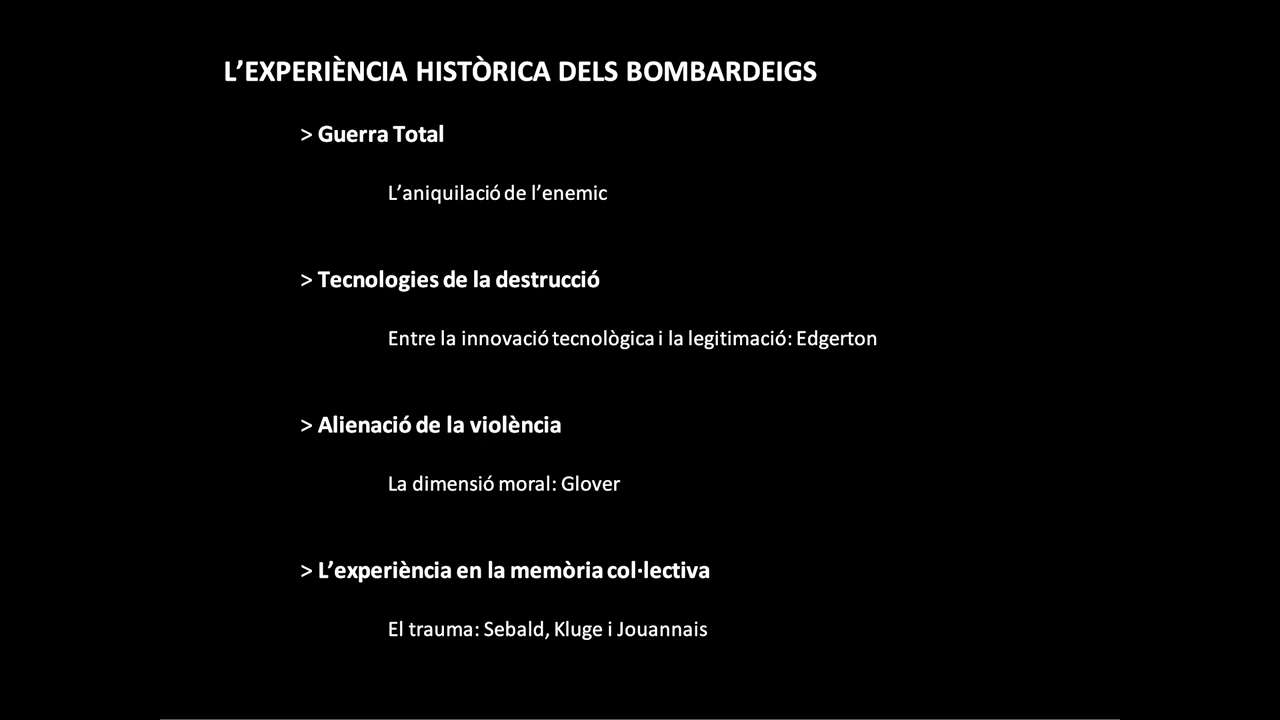 L’EXPERIÈNCIA HISTÒRICA DELS BOMBARDEIGS
> Guerra Total
L’aniquilació de l’enemic
> Tecnologies de la destrucció
Entre la innovació tecnològica i la legitimació: Edgerton
> Alienació de la violència
La dimensió moral: Glover
> L’experiència en la memòria col·lectiva
El trauma: Sebald, Kluge i Jouannais